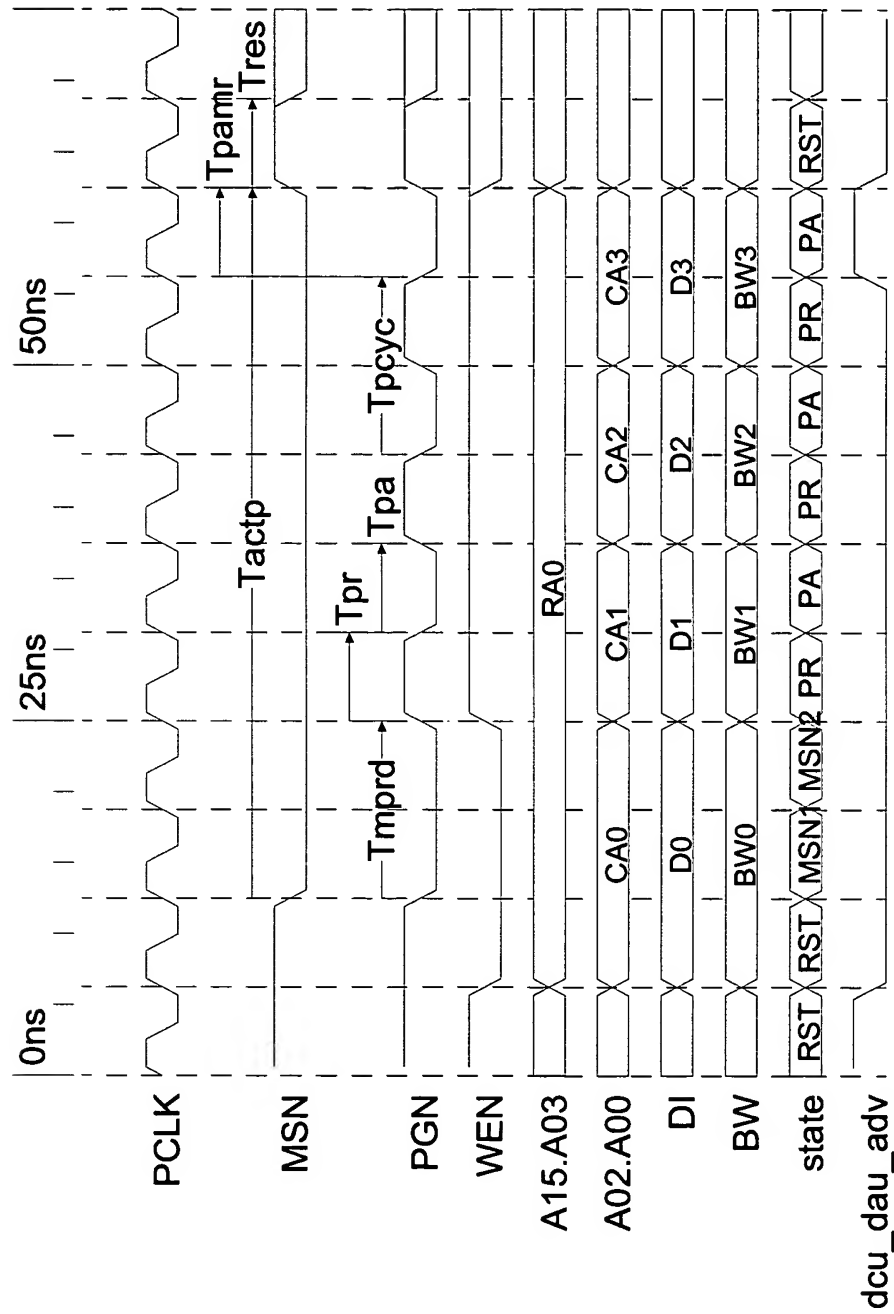 0ns 25ns 50ns
PCLK
Tpamr
Tactp Tres
MSN
Tpr
Tmprd Tpa Tpcyc
PGN
WEN
A15.A03 RA0
A02.A00 CA0 CA1 CA2 CA3
DI D0 D1 D2 D3
BW BW0 BW1 BW2 BW3
state RST RST MSN1 MSN2 PR PA PR PA PR PA RST
dcu_dau_adv